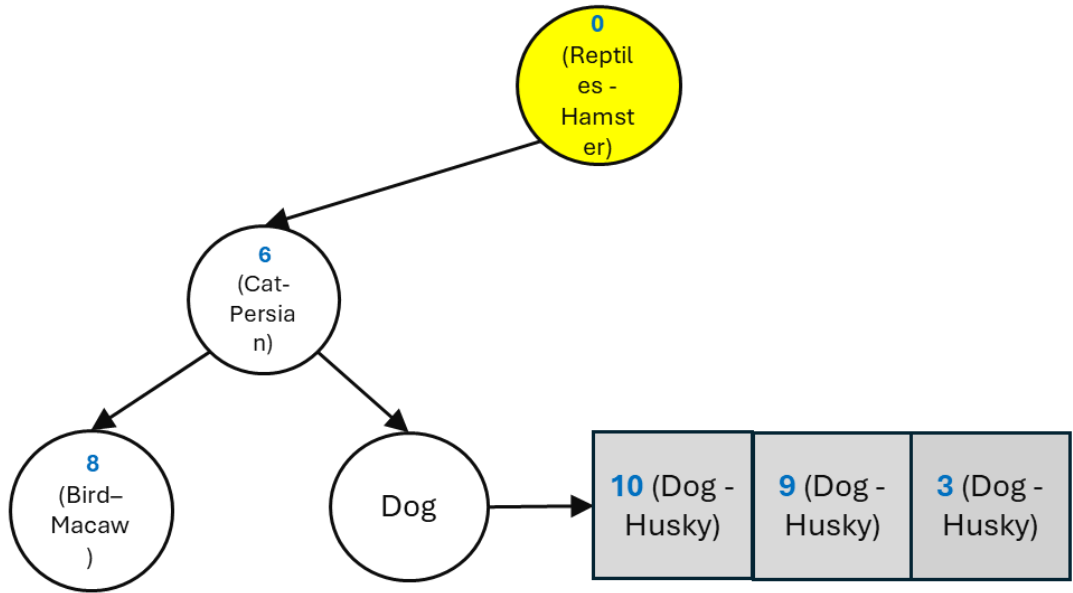 0
(Reptil
es -
Hamst
er)
6
(Cat-
Persia
n)
8
(Bird–
Macaw
)
Dog
10 (Dog -
Husky)
9 (Dog -
Husky)
3 (Dog -
Husky)